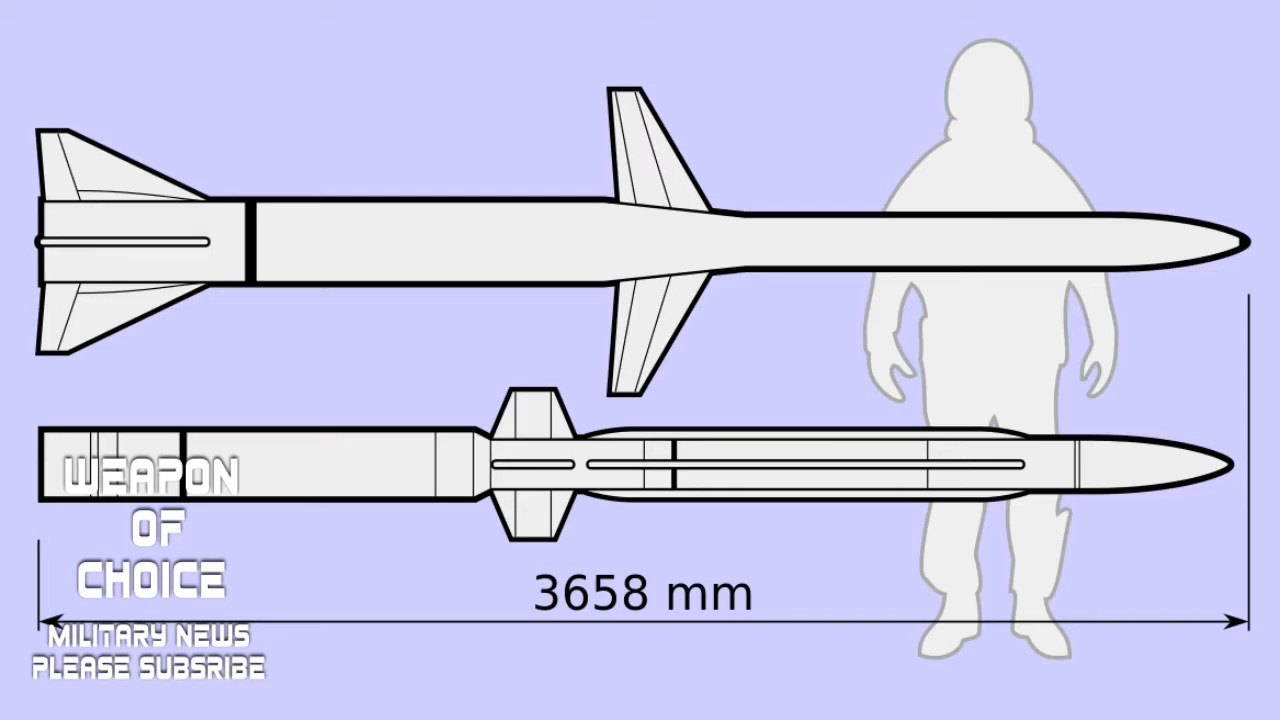 WEAPON
OF
CHOICE
3658 mm
MILITARY NEWS
PLEASE SUBSRIBE